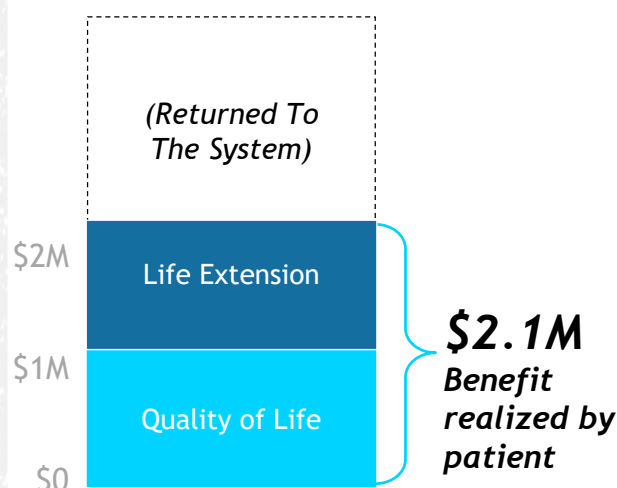 (Returned To
The System)
$2M
Life Extension
$2.1M
Benefit
realized by
patient
$1M
Quality of Life
$0